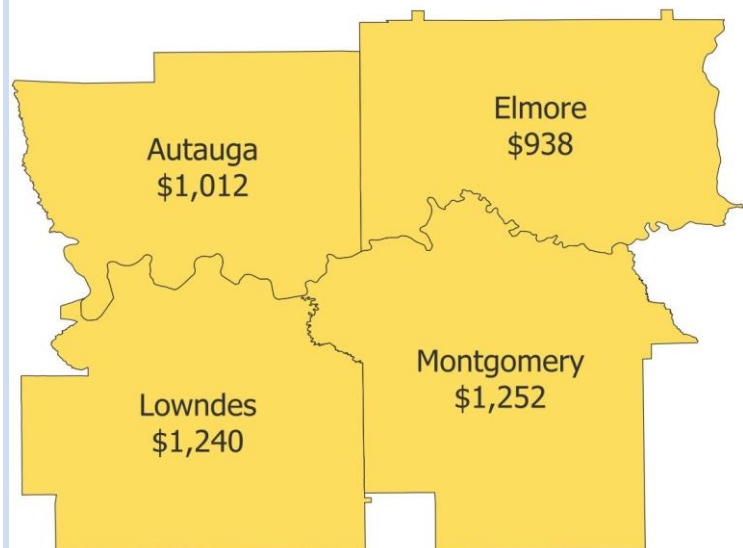 Autauga
$1,012
Elmore
$938
Lowndes
$1,240
Montgomery
$1,252